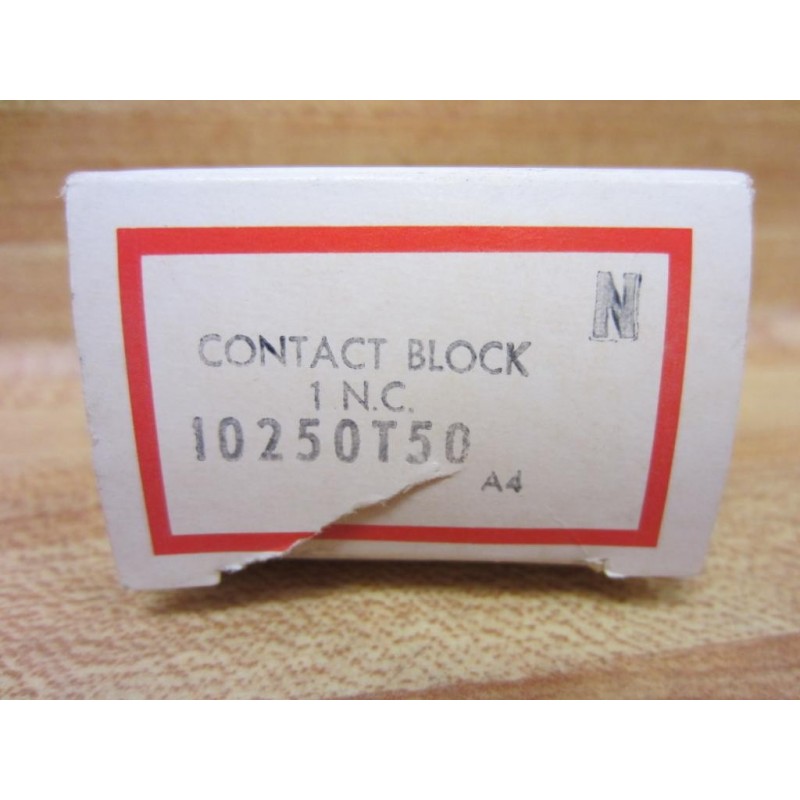 N
CONTACT BLOCK
1 N.C.
10250T50
A4